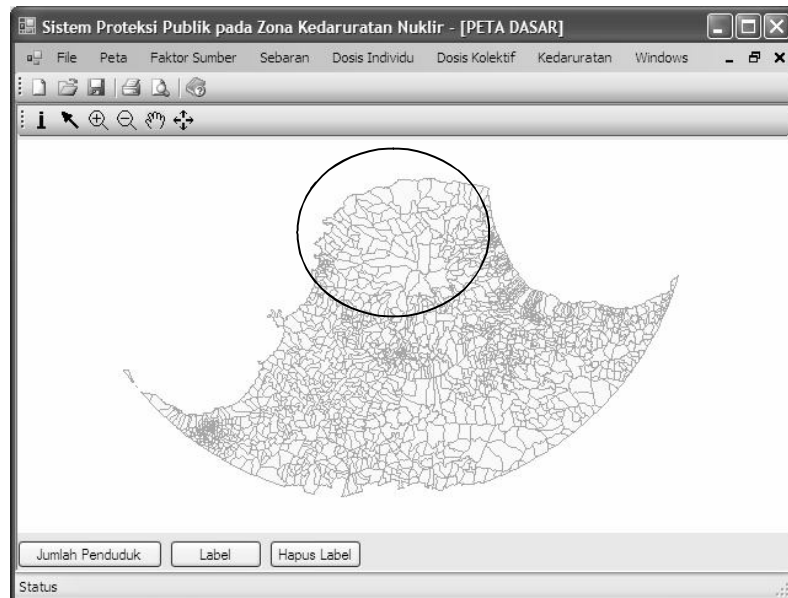 Sistem Proteksi Publik pada Zona Kedaruratan Nuklir - [PETA DASAR]
File Peta Faktor Sumber Sebaran Dosis Individu Dosis Kolektif Kedaruratan Windows
Jumlah Penduduk Label Hapus Label
Status